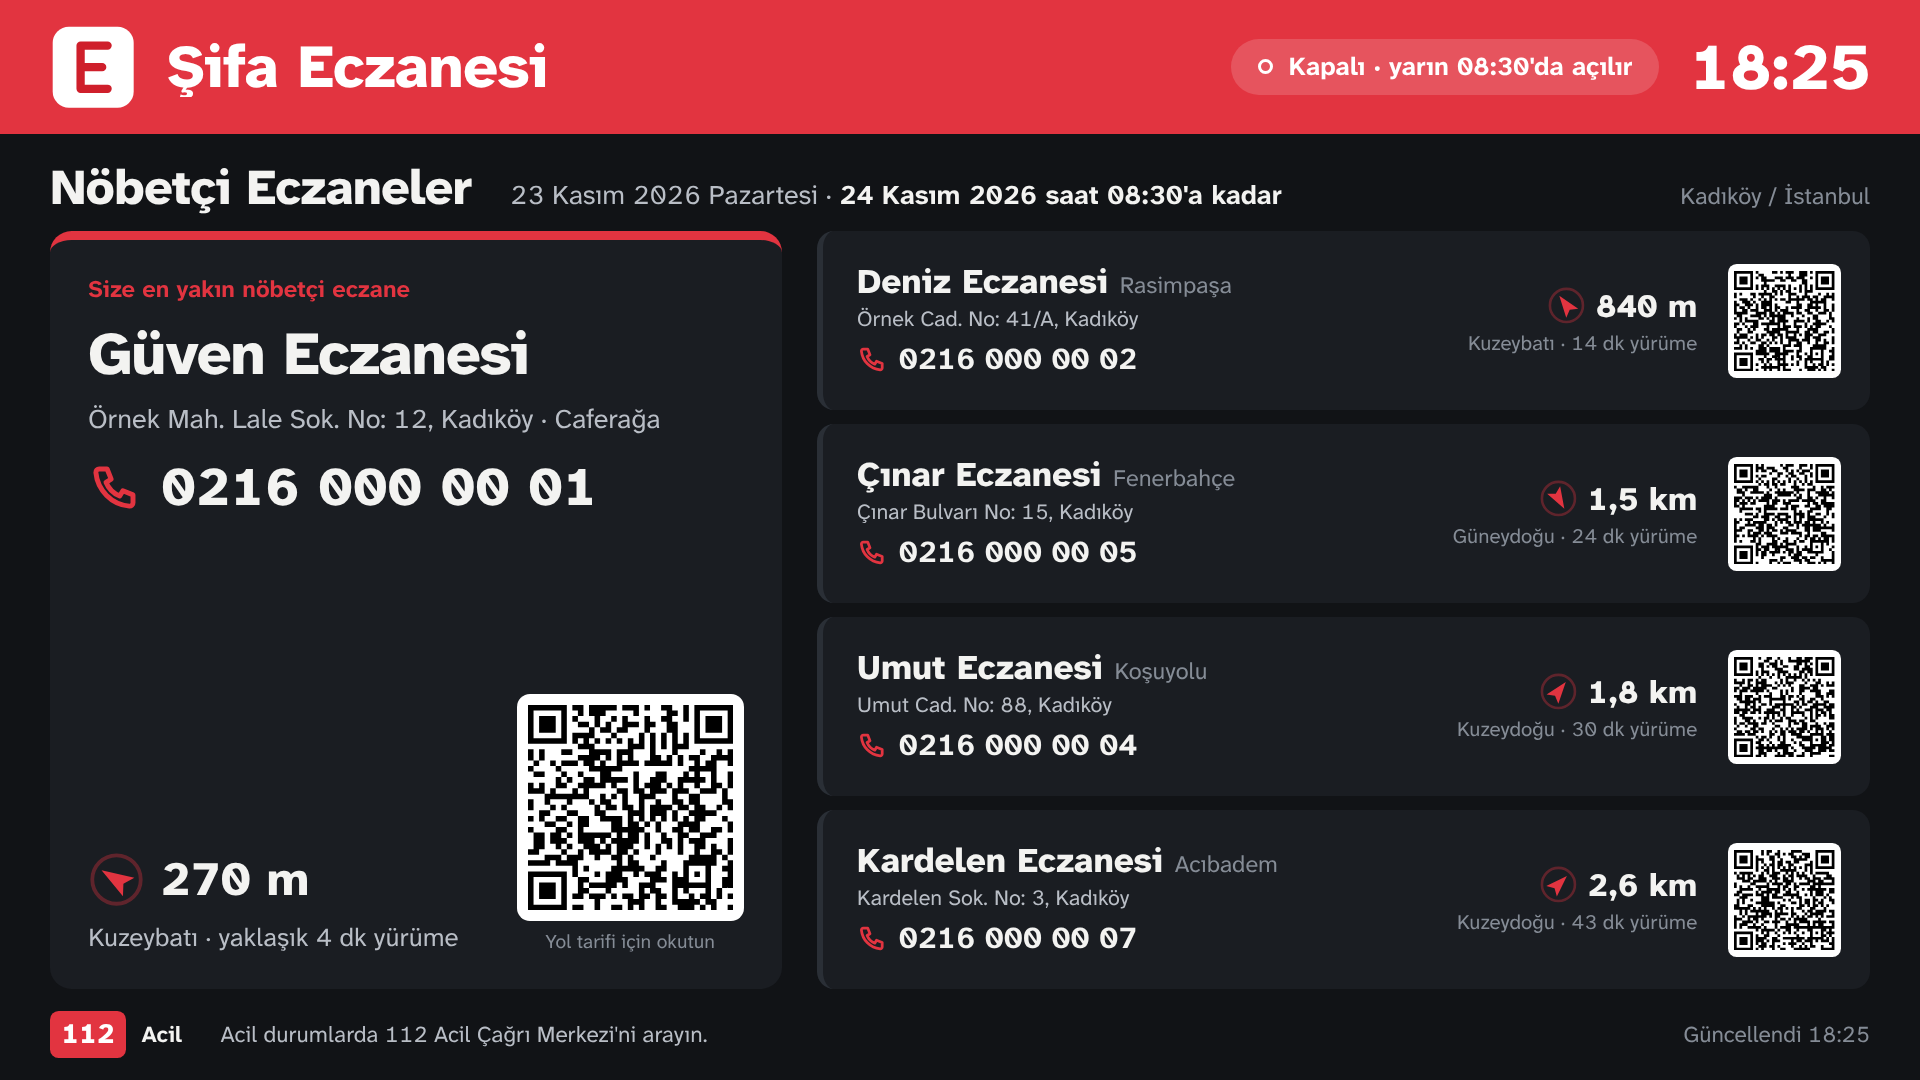 E Şifa Eczanesi
Kapalı · yarın 08:30'da açılır
18:25
Nöbetçi Eczaneler
23 Kasım 2026 Pazartesi · 24 Kasım 2026 saat 08:30'a kadar
Kadıköy / İstanbul
Size en yakın nöbetçi eczane
Güven Eczanesi
Örnek Mah. Lale Sok. No: 12, Kadıköy · Caferağa
0216 000 00 01
270 m
Kuzeybatı · yaklaşık 4 dk yürüme
Yol tarifi için okutun
Deniz Eczanesi Rasimpaşa
Örnek Cad. No: 41/A, Kadıköy
0216 000 00 02
840 m
Kuzeybatı · 14 dk yürüme
Çınar Eczanesi Fenerbahçe
Çınar Bulvarı No: 15, Kadıköy
0216 000 00 05
1,5 km
Güneydoğu · 24 dk yürüme
Umut Eczanesi Koşuyolu
Umut Cad. No: 88, Kadıköy
0216 000 00 04
1,8 km
Kuzeydoğu · 30 dk yürüme
Kardelen Eczanesi Acıbadem
Kardelen Sok. No: 3, Kadıköy
0216 000 00 07
2,6 km
Kuzeydoğu · 43 dk yürüme
112 Acil
Acil durumlarda 112 Acil Çağrı Merkezi'ni arayın.
Güncellendi 18:25